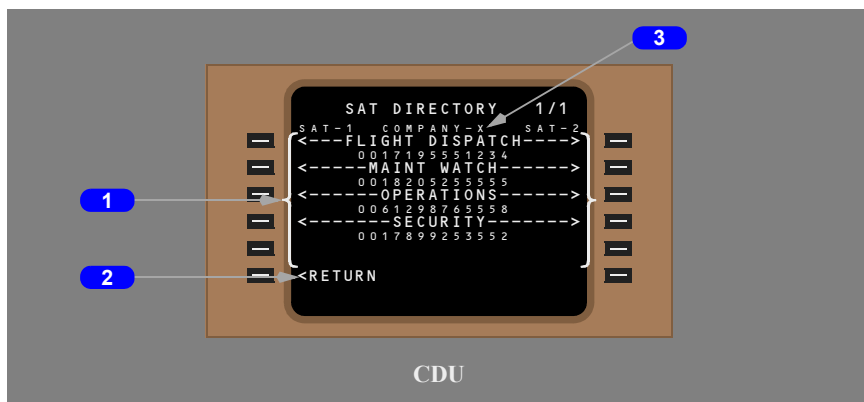 3
SAT DIRECTORY 1/1
SAT-1 COMPANY-X SAT-2
<---FLIGHT DISPATCH---->
0017195551234
<-----MAINT WATCH------>
0018205255555
<------OPERATIONS------>
0061298765558
<-------SECURITY------->
0017899253552
1
2
<RETURN
CDU